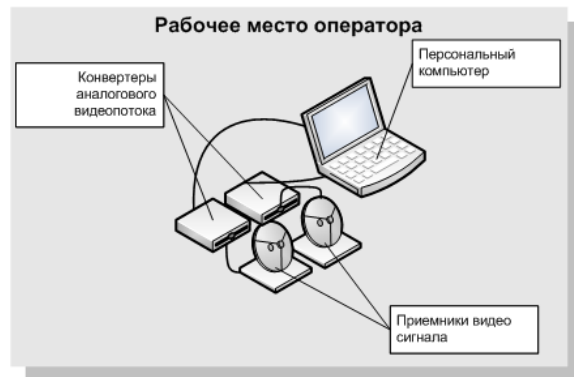 Рабочее место оператора
Конвертеры
аналогового
видеопотока
Персональный
компьютер
Приемники видео
сигнала